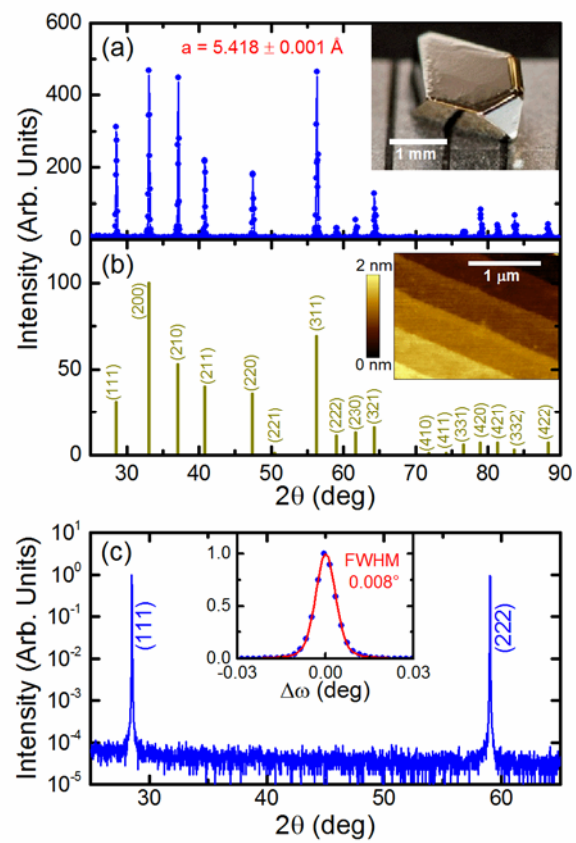 600
(a)
a = 5.418 ± 0.001 Å
400
200
0
1 mm
Intensity (Arb. Units)
(b)
100
50
0
2 nm
0 nm
1 μm
(111)
(200)
(210)
(211)
(220)
(221)
(311)
(222)
(230)
(321)
(410)
(411)
(331)
(420)
(421)
(332)
(422)
30 40 50 60 70 80 90
2θ (deg)
(c)
Intensity (Arb. Units)
10¹
10⁰
10⁻¹
10⁻²
10⁻³
10⁻⁴
10⁻⁵
(111)
(222)
1.0
0.5
0.0
FWHM
0.008°
-0.03 0.00 0.03
Δω (deg)
30 40 50 60
2θ (deg)